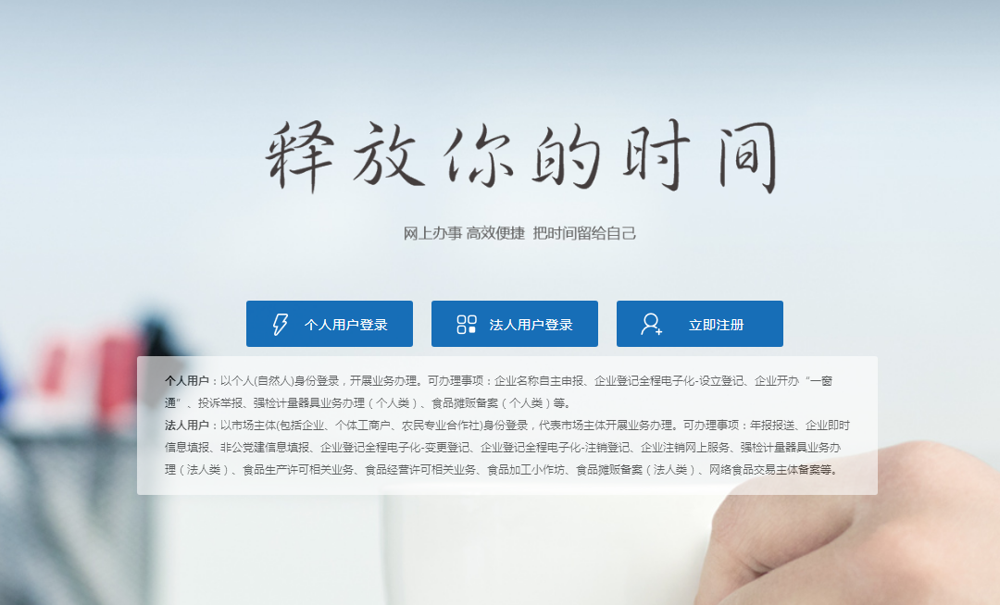 释放你的时间
网上办事 高效便捷 把时间留给自己
个人用户登录 法人用户登录 立即注册
个人用户：以个人(自然人)身份登录，开展业务办理。可办理事项：企业名称自主申报、企业登记全程电子化-设立登记、企业开办“一窗
通”、投诉举报、强检计量器具业务办理（个人类）、食品摊贩备案（个人类）等。
法人用户：以市场主体(包括企业、个体工商户、农民专业合作社)身份登录，代表市场主体开展业务办理。可办理事项：年报报送、企业即时
信息填报、非公党建信息填报、企业登记全程电子化-变更登记、企业登记全程电子化-注销登记、企业注销网上服务、强检计量器具业务办
理（法人类）、食品生产许可相关业务、食品经营许可相关业务、食品加工小作坊、食品摊贩备案（法人类）、网络食品交易主体备案等。